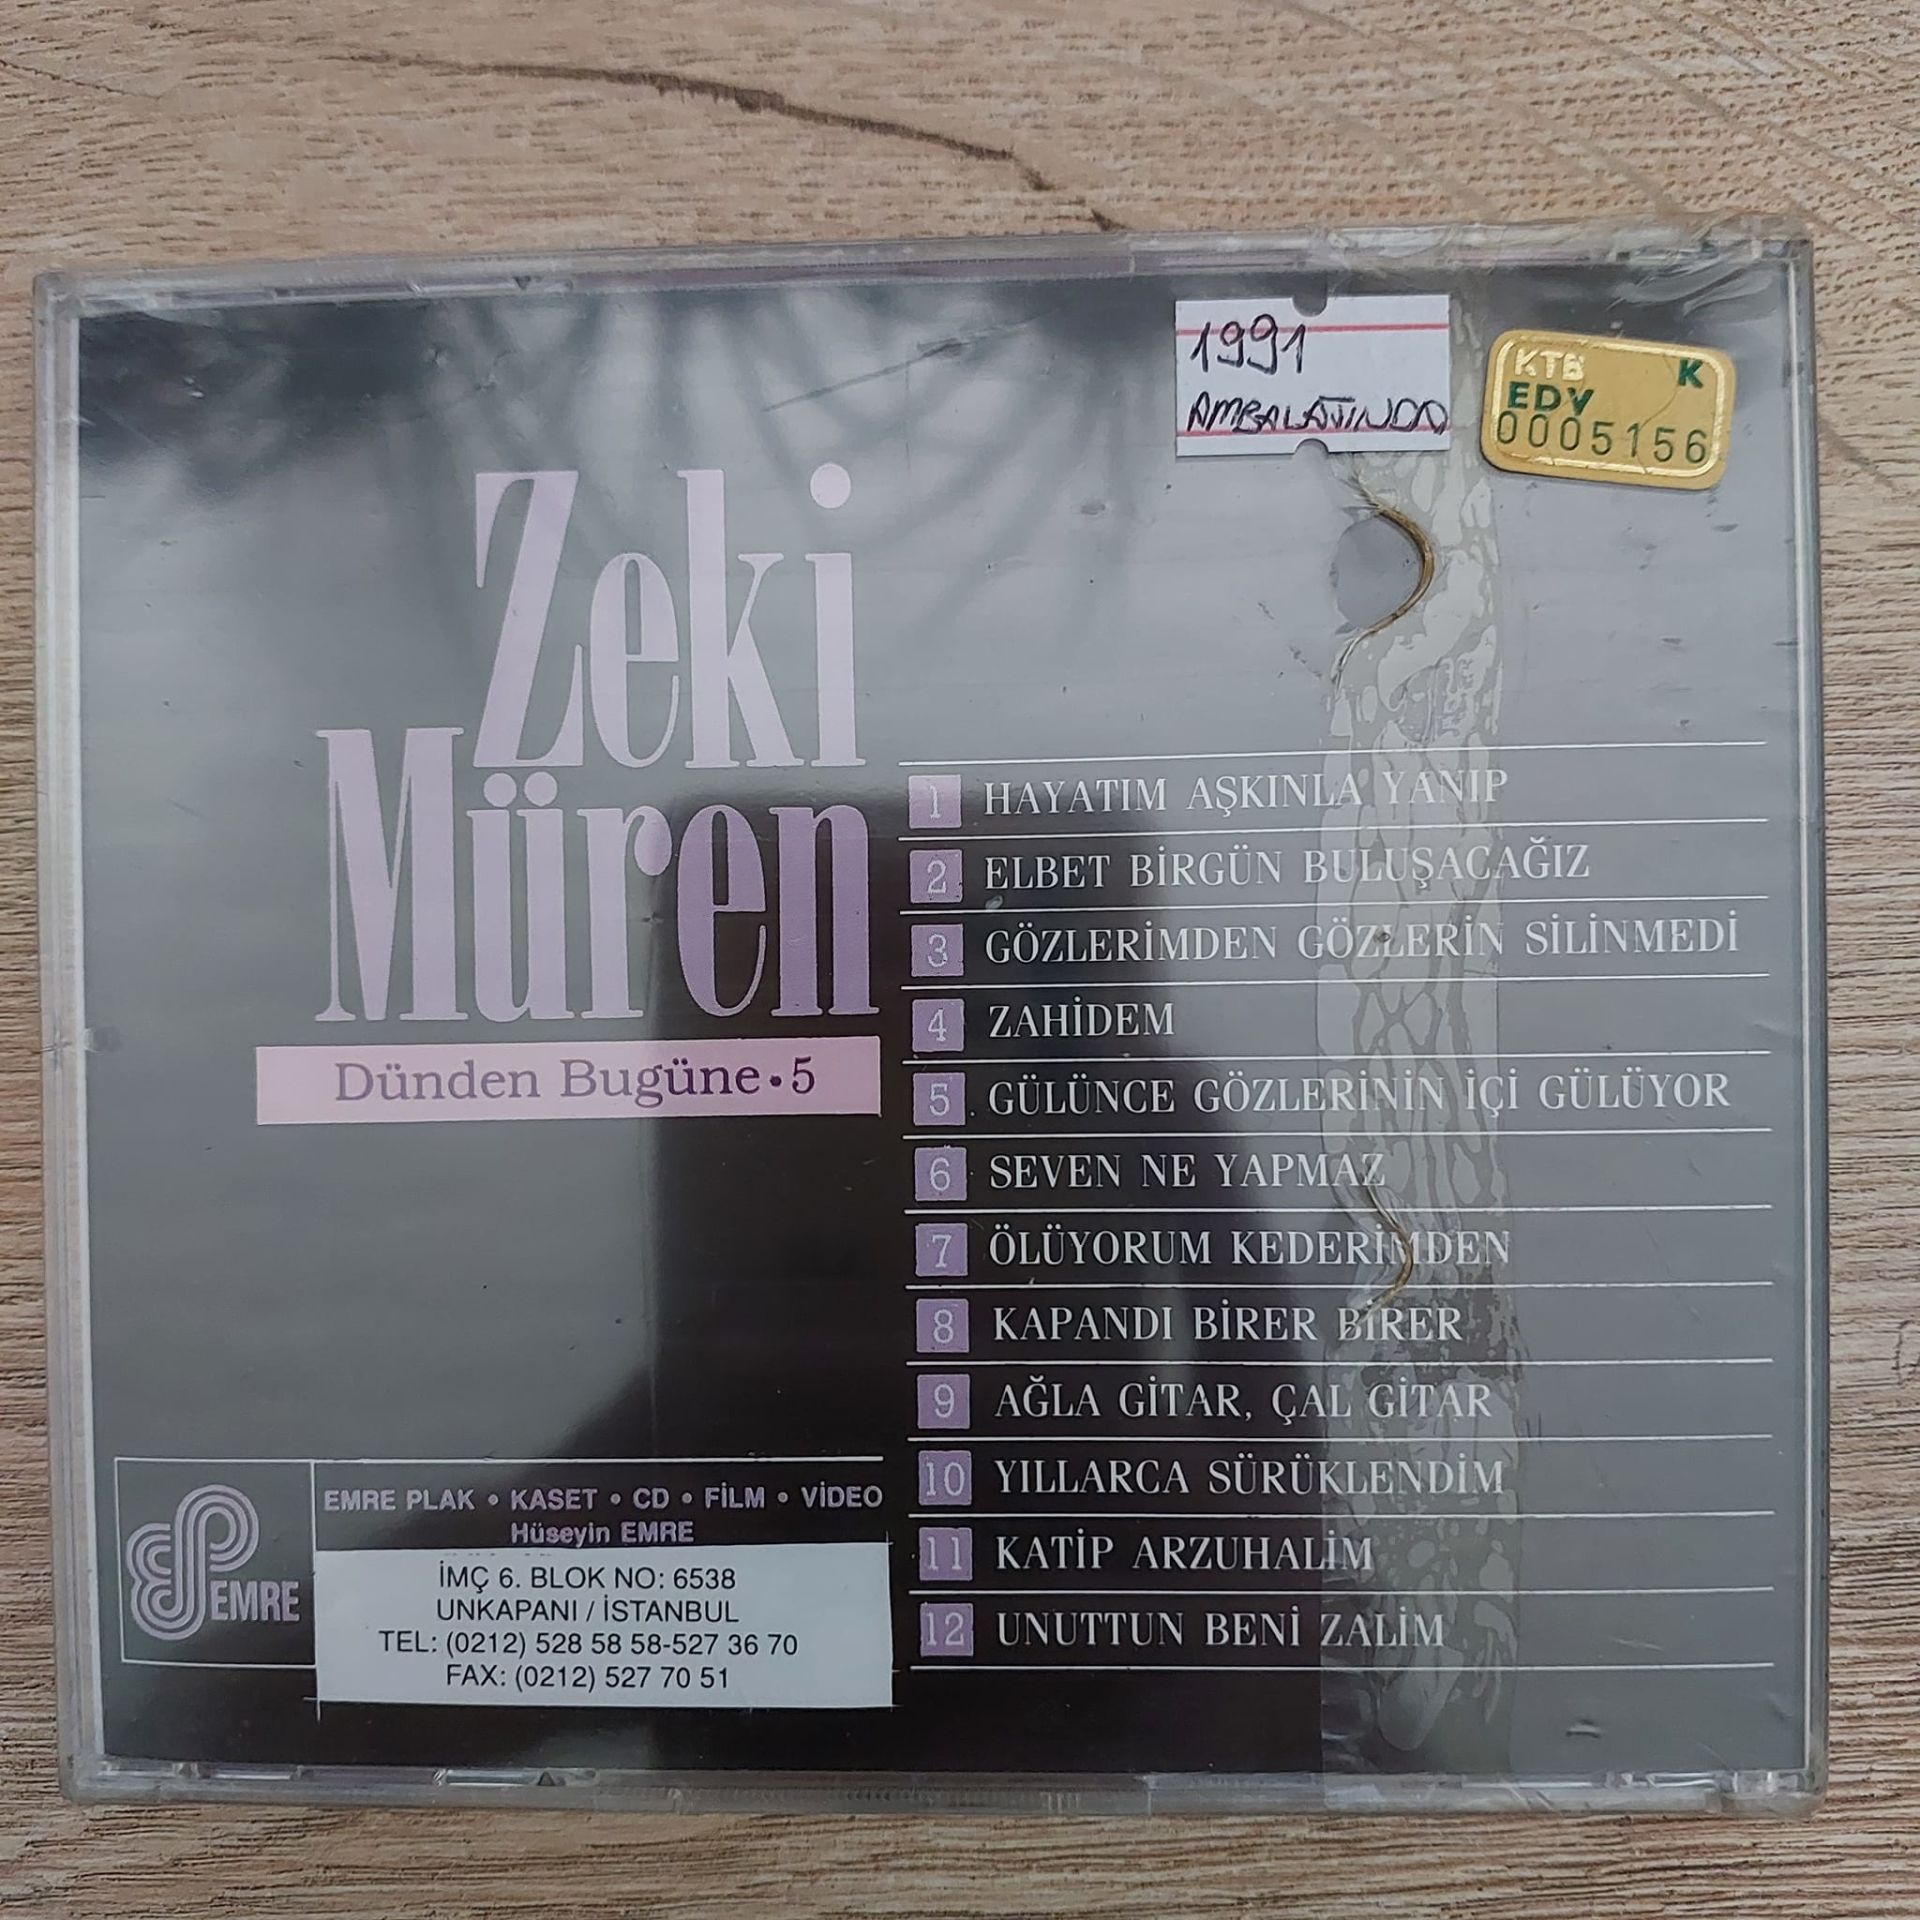 1991
AMBALAJINDA
KTB K
EDV
0005156
Zeki
Müren
Dünden Bugüne • 5
1 HAYATIM AŞKINLA YANIP
2 ELBET BİRGÜN BULUŞACAĞIZ
3 GÖZLERİMDEN GÖZLERİN SİLİNMEDİ
4 ZAHİDEM
5 GÜLÜNCE GÖZLERİNİN İÇİ GÜLÜYOR
6 SEVEN NE YAPMAZ
7 ÖLÜYORUM KEDERİMDEN
8 KAPANDI BİRER BİRER
9 AĞLA GİTAR, ÇAL GİTAR
10 YILLARCA SÜRÜKLENDİM
11 KATİP ARZUHALİM
12 UNUTTUN BENİ ZALİM
EMRE
EMRE PLAK • KASET • CD • FİLM • VİDEO
Hüseyin EMRE
İMÇ 6. BLOK NO: 6538
UNKAPANI / İSTANBUL
TEL: (0212) 528 58 58-527 36 70
FAX: (0212) 527 70 51